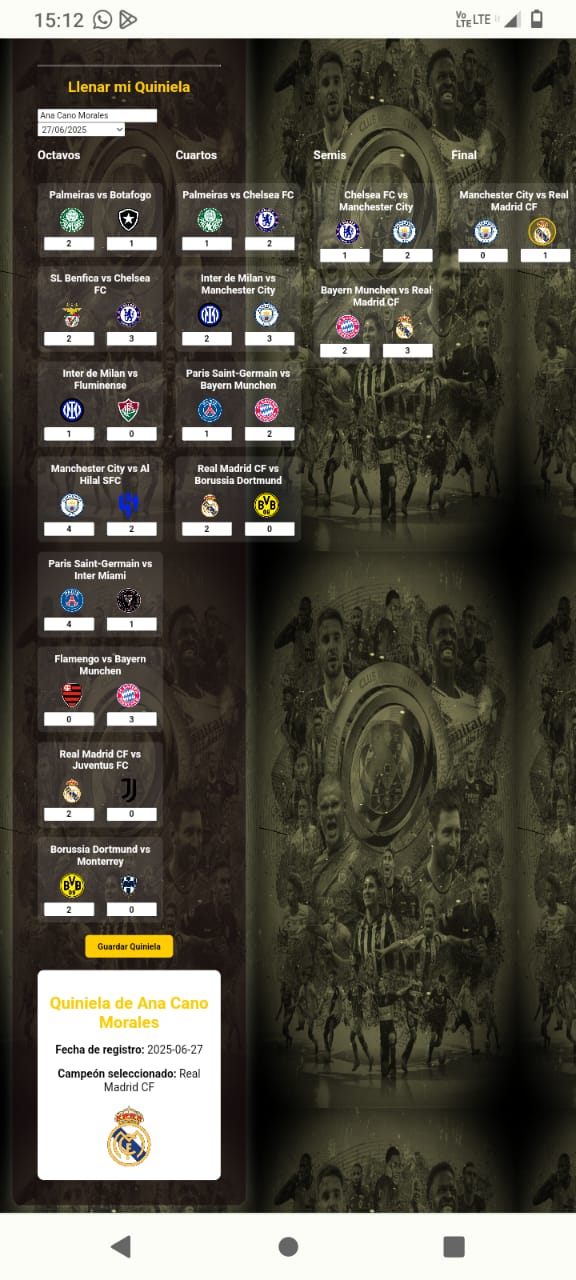 15:12
Vo LTE LTE
Llenar mi Quiniela
Ana Cano Morales
27/06/2025
Octavos
Palmeiras vs Botafogo
2 1
SL Benfica vs Chelsea
FC
2 3
Inter de Milan vs
Fluminense
1 0
Manchester City vs Al
Hilal SFC
4 2
Paris Saint-Germain vs
Inter Miami
4 1
Flamengo vs Bayern
Munchen
0 3
Real Madrid CF vs
Juventus FC
2 0
Borussia Dortmund vs
Monterrey
2 0
Cuartos
Palmeiras vs Chelsea FC
1 2
Inter de Milan vs
Manchester City
2 3
Paris Saint-Germain vs
Bayern Munchen
1 2
Real Madrid CF vs
Borussia Dortmund
2 0
Semis
Chelsea FC vs
Manchester City
1 2
Bayern Munchen vs Real
Madrid CF
2 3
Final
Manchester City vs Real
Madrid CF
0 1
Guardar Quiniela
Quiniela de Ana Cano
Morales
Fecha de registro: 2025-06-27
Campeón seleccionado: Real
Madrid CF